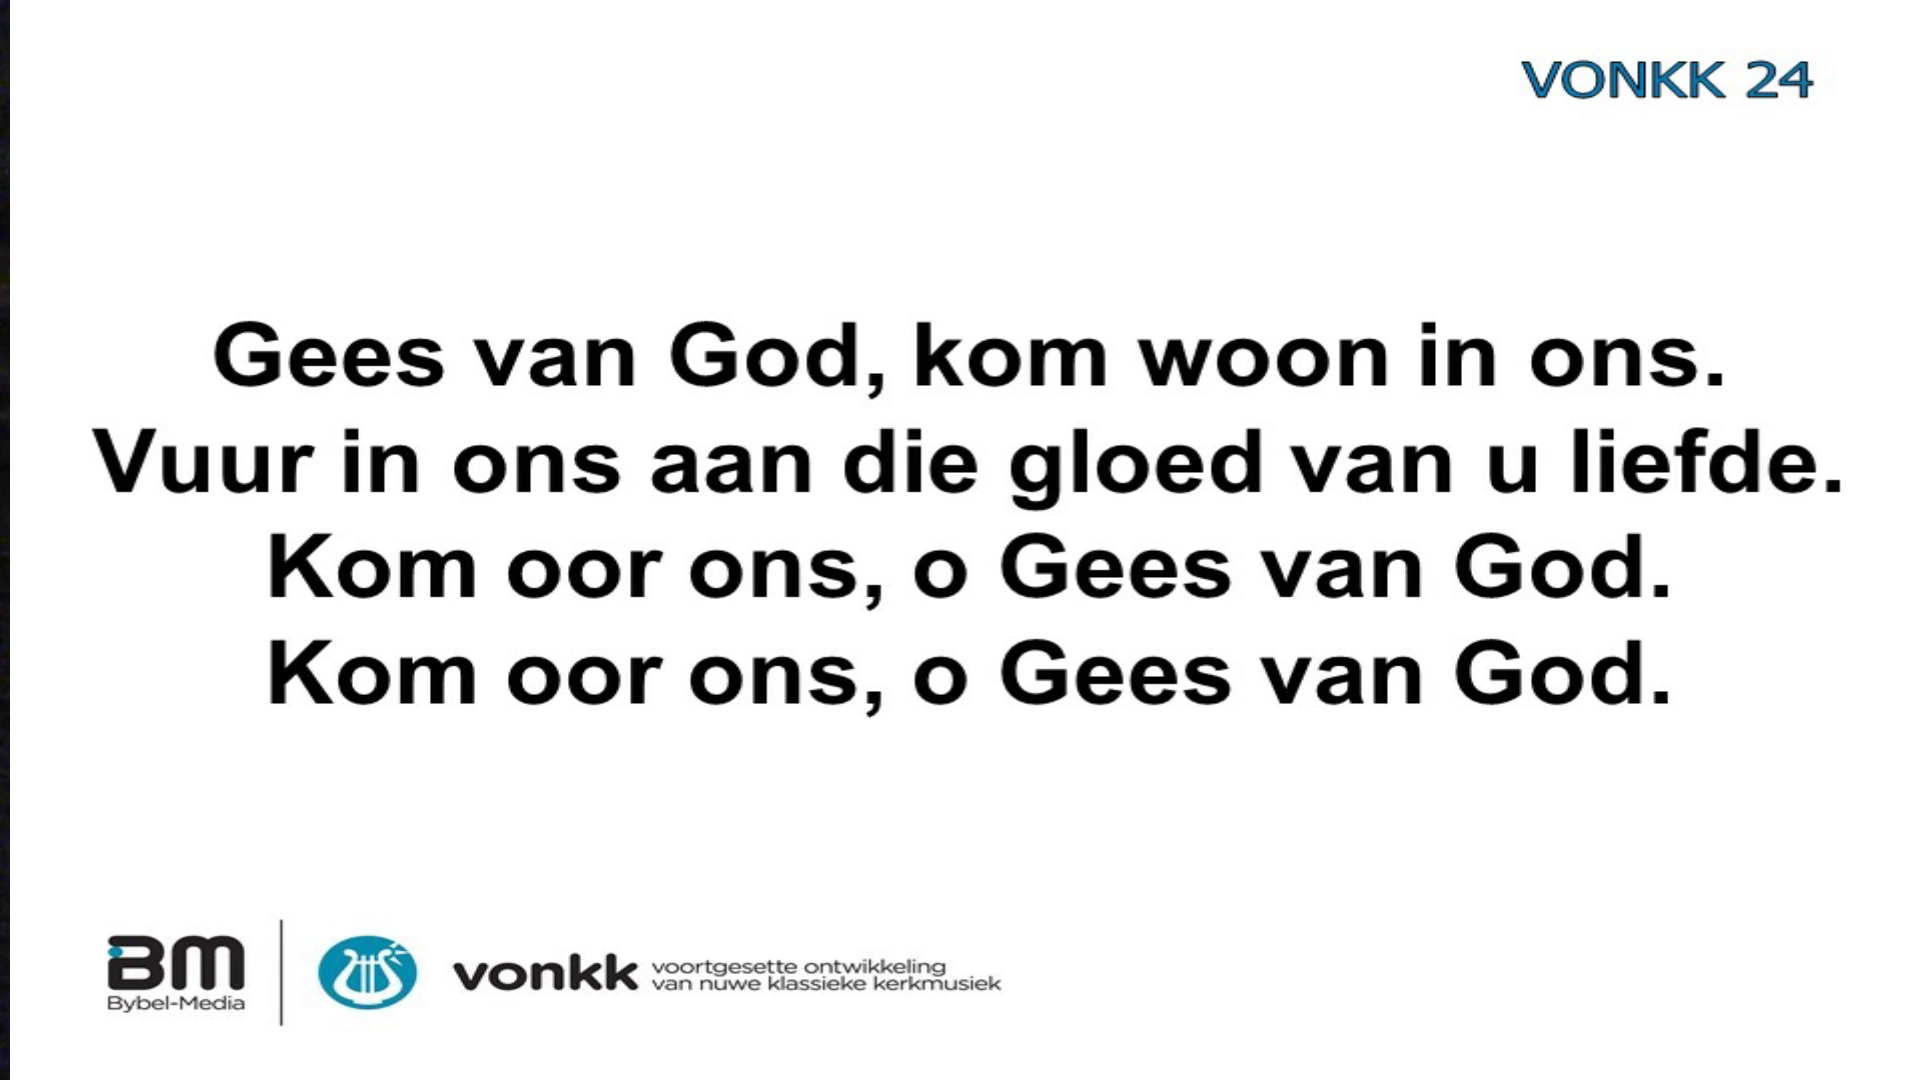 VONKK 24
Gees van God, kom woon in ons.
Vuur in ons aan die gloed van u liefde.
Kom oor ons, o Gees van God.
Kom oor ons, o Gees van God.
BM
Bybel-Media
vonkk
voortgesette ontwikkeling
van nuwe klassieke kerkmusiek